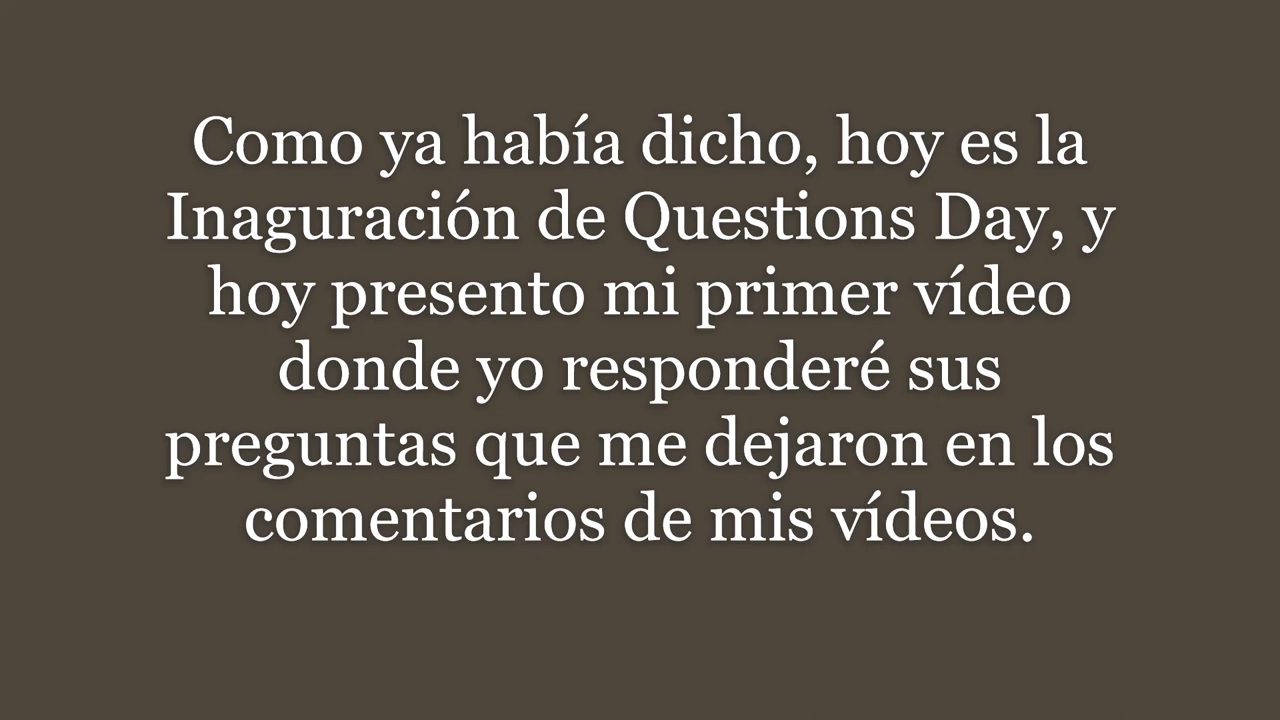 Como ya había dicho, hoy es la
Inaguración de Questions Day, y
hoy presento mi primer vídeo
donde yo responderé sus
preguntas que me dejaron en los
comentarios de mis vídeos.